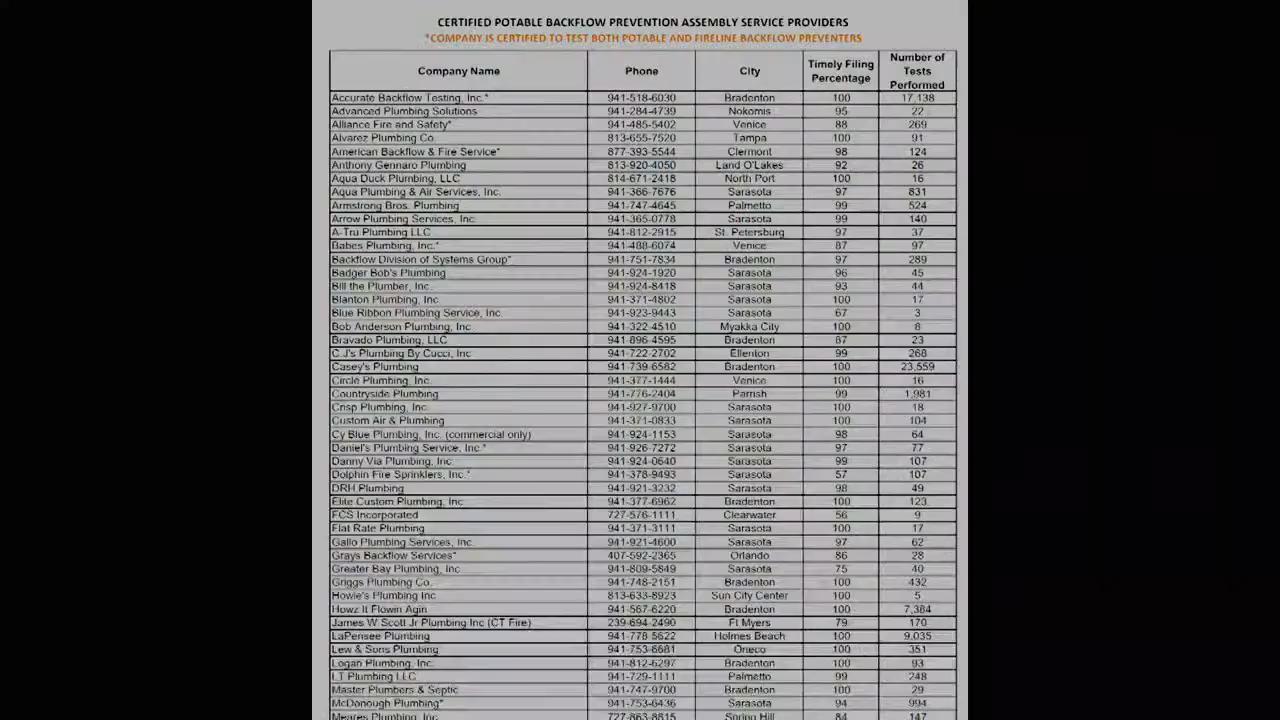 CERTIFIED POTABLE BACKFLOW PREVENTION ASSEMBLY SERVICE PROVIDERS
*COMPANY IS CERTIFIED TO TEST BOTH POTABLE AND FIRELINE BACKFLOW PREVENTERS
Company Name Phone City Timely Filing Percentage Number of Tests Performed
Accurate Backflow Testing, Inc.* 941-518-6030 Bradenton 100 17,138
Advanced Plumbing Solutions 941-284-4739 Nokomis 95 22
Alliance Fire and Safety* 941-485-5402 Venice 88 269
Alvarez Plumbing Co. 813-655-7520 Tampa 100 91
American Backflow & Fire Service* 877-393-5544 Clermont 98 124
Anthony Gennaro Plumbing 813-920-4050 Land O'Lakes 92 26
Aqua Duck Plumbing, LLC 814-671-2418 North Port 100 16
Aqua Plumbing & Air Services, Inc. 941-366-7676 Sarasota 97 831
Armstrong Bros. Plumbing 941-747-4645 Palmetto 99 524
Arrow Plumbing Services, Inc. 941-365-0778 Sarasota 99 140
A-Tru Plumbing LLC 941-812-2915 St. Petersburg 97 37
Babes Plumbing, Inc.* 941-488-6074 Venice 87 97
Backflow Division of Systems Group* 941-751-7834 Bradenton 97 289
Badger Bob's Plumbing 941-924-1920 Sarasota 96 45
Bill the Plumber, Inc. 941-924-8418 Sarasota 93 44
Blanton Plumbing, Inc. 941-371-4802 Sarasota 100 17
Blue Ribbon Plumbing Service, Inc. 941-923-9443 Sarasota 67 3
Bob Anderson Plumbing, Inc. 941-322-4510 Myakka City 100 8
Bravado Plumbing, LLC 941-896-4595 Bradenton 87 23
C.J's Plumbing By Cucci, Inc 941-722-2702 Ellenton 99 268
Casey's Plumbing 941-739-6582 Bradenton 100 23,559
Circle Plumbing, Inc. 941-377-1444 Venice 100 16
Countryside Plumbing 941-776-2404 Parrish 99 1,981
Crisp Plumbing, Inc. 941-927-9700 Sarasota 100 18
Custom Air & Plumbing 941-371-0833 Sarasota 100 104
Cy Blue Plumbing, Inc. (commercial only) 941-924-1153 Sarasota 98 64
Daniel's Plumbing Service, Inc.* 941-926-7272 Sarasota 97 77
Danny Via Plumbing, Inc. 941-924-0640 Sarasota 99 107
Dolphin Fire Sprinklers, Inc.* 941-378-9493 Sarasota 57 107
DRH Plumbing 941-921-3232 Sarasota 98 49
Elite Custom Plumbing, Inc 941-377-6962 Bradenton 100 123
FCS Incorporated 727-576-1111 Clearwater 56 9
Flat Rate Plumbing 941-371-3111 Sarasota 100 17
Gallo Plumbing Services, Inc. 941-921-4600 Sarasota 97 62
Grays Backflow Services* 407-592-2365 Orlando 86 28
Greater Bay Plumbing, Inc. 941-809-5849 Sarasota 75 40
Griggs Plumbing Co. 941-748-2151 Bradenton 100 432
Howie's Plumbing Inc 813-633-8923 Sun City Center 100 5
Howz It Flowin Agin 941-567-6220 Bradenton 100 7,384
James W Scott Jr Plumbing Inc (CT Fire) 239-694-2490 Ft Myers 79 170
LaPensee Plumbing 941-778-5622 Holmes Beach 100 9,035
Lew & Sons Plumbing 941-753-6681 Oneco 100 351
Logan Plumbing, Inc. 941-812-6297 Bradenton 100 93
LT Plumbing LLC 941-729-1111 Palmetto 99 248
Master Plumbers & Septic 941-747-9700 Bradenton 100 29
McDonough Plumbing* 941-753-6436 Sarasota 94 994
Meares Plumbing, Inc. 727-863-8815 Spring Hill 84 147